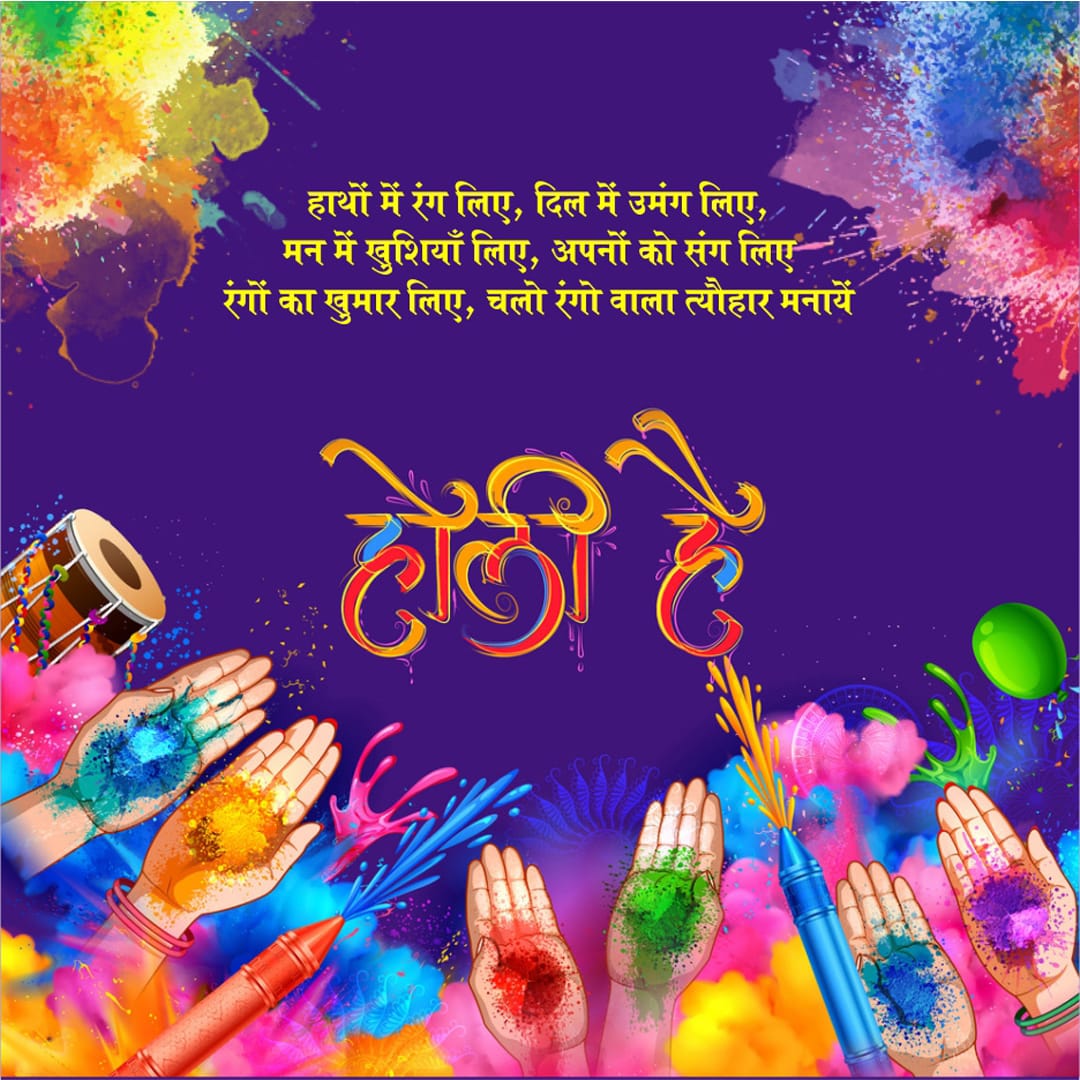 हाथों में रंग लिए, दिल में उमंग लिए,
मन में खुशियाँ लिए, अपनों को संग लिए
रंगों का खुमार लिए, चलो रंगो वाला त्यौहार मनायें
होली है